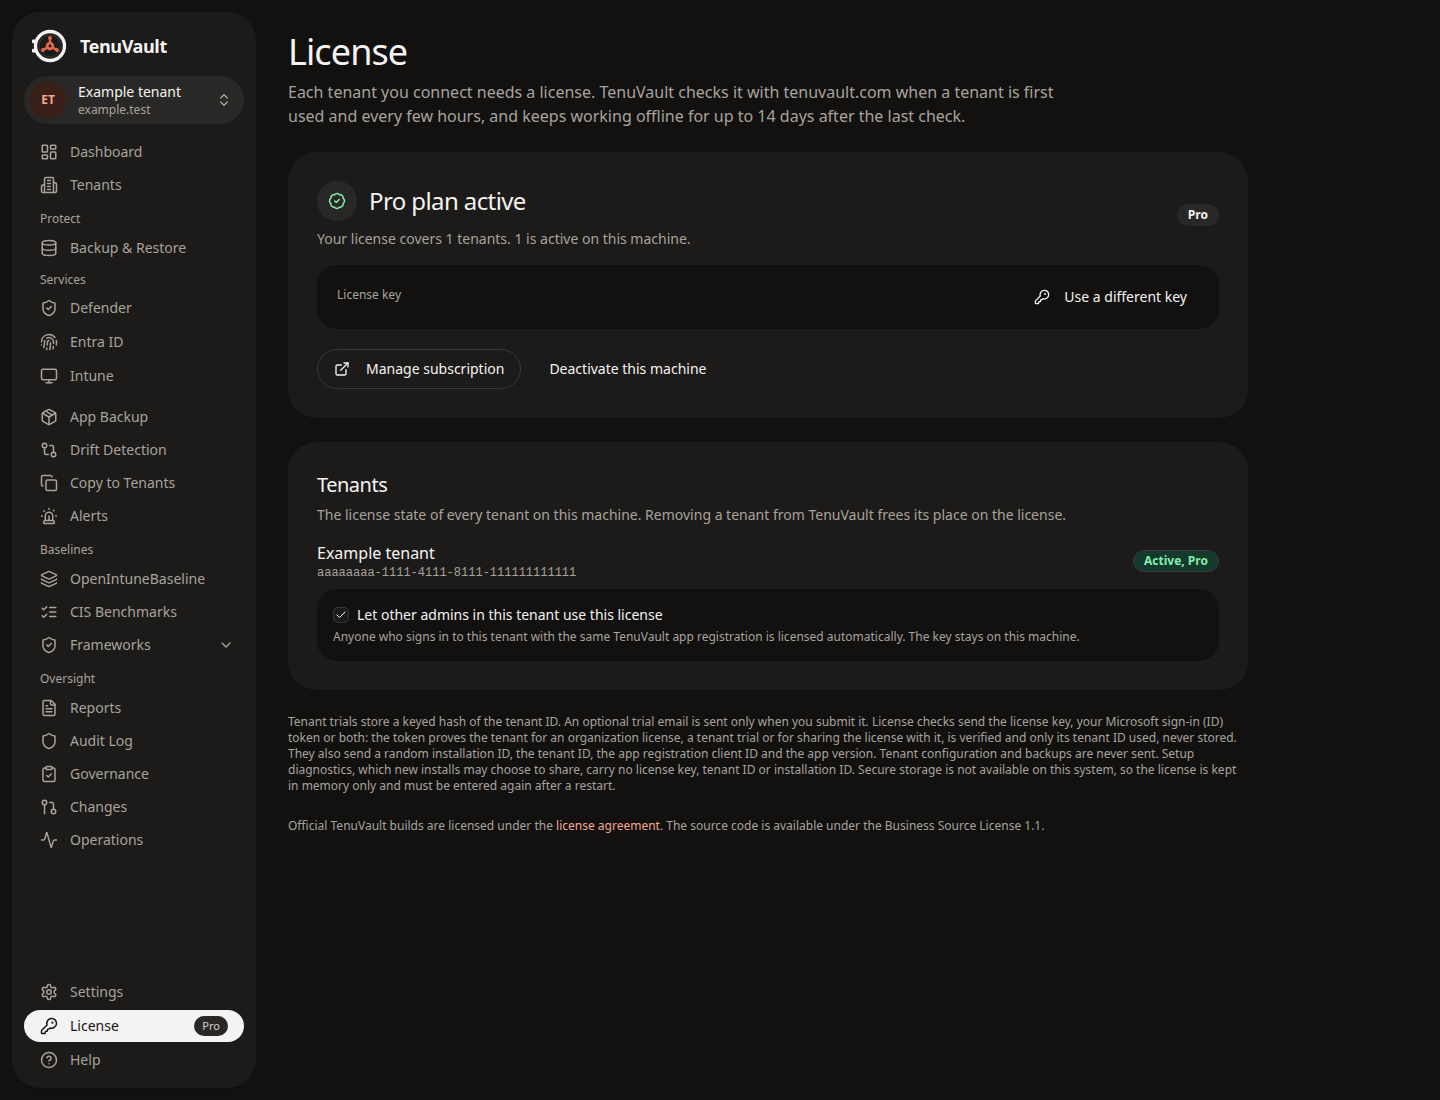 TenuVault
ET
Example tenant
example.test
Dashboard
Tenants
Protect
Backup & Restore
Services
Defender
Entra ID
Intune
App Backup
Drift Detection
Copy to Tenants
Alerts
Baselines
OpenIntuneBaseline
CIS Benchmarks
Frameworks
Oversight
Reports
Audit Log
Governance
Changes
Operations
Settings
License
Pro
Help
License
Each tenant you connect needs a license. TenuVault checks it with tenuvault.com when a tenant is first
used and every few hours, and keeps working offline for up to 14 days after the last check.
Pro plan active
Pro
Your license covers 1 tenants. 1 is active on this machine.
License key
Use a different key
Manage subscription
Deactivate this machine
Tenants
The license state of every tenant on this machine. Removing a tenant from TenuVault frees its place on the license.
Example tenant
aaaaaaaa-1111-4111-8111-111111111111
Active, Pro
Let other admins in this tenant use this license
Anyone who signs in to this tenant with the same TenuVault app registration is licensed automatically. The key stays on this machine.
Tenant trials store a keyed hash of the tenant ID. An optional trial email is sent only when you submit it. License checks send the license key, your Microsoft sign-in (ID)
token or both: the token proves the tenant for an organization license, a tenant trial or for sharing the license with it, is verified and only its tenant ID used, never stored.
They also send a random installation ID, the tenant ID, the app registration client ID and the app version. Tenant configuration and backups are never sent. Setup
diagnostics, which new installs may choose to share, carry no license key, tenant ID or installation ID. Secure storage is not available on this system, so the license is kept
in memory only and must be entered again after a restart.
Official TenuVault builds are licensed under the license agreement. The source code is available under the Business Source License 1.1.